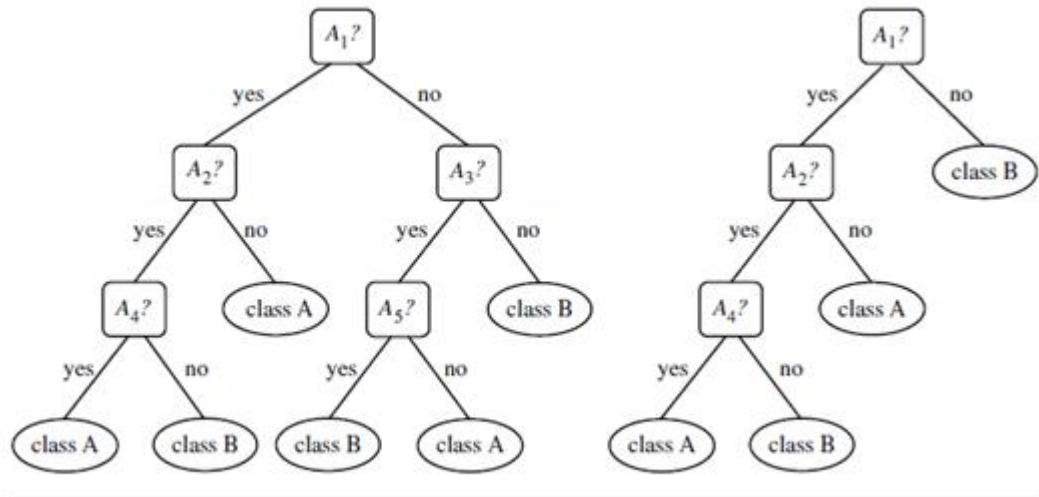 A1? A1?
yes no yes no
A2? A3? A2? class B
yes no yes no yes no
A4? class A A5? class B A4? class A
yes no yes no yes no
class A class B class B class A class A class B